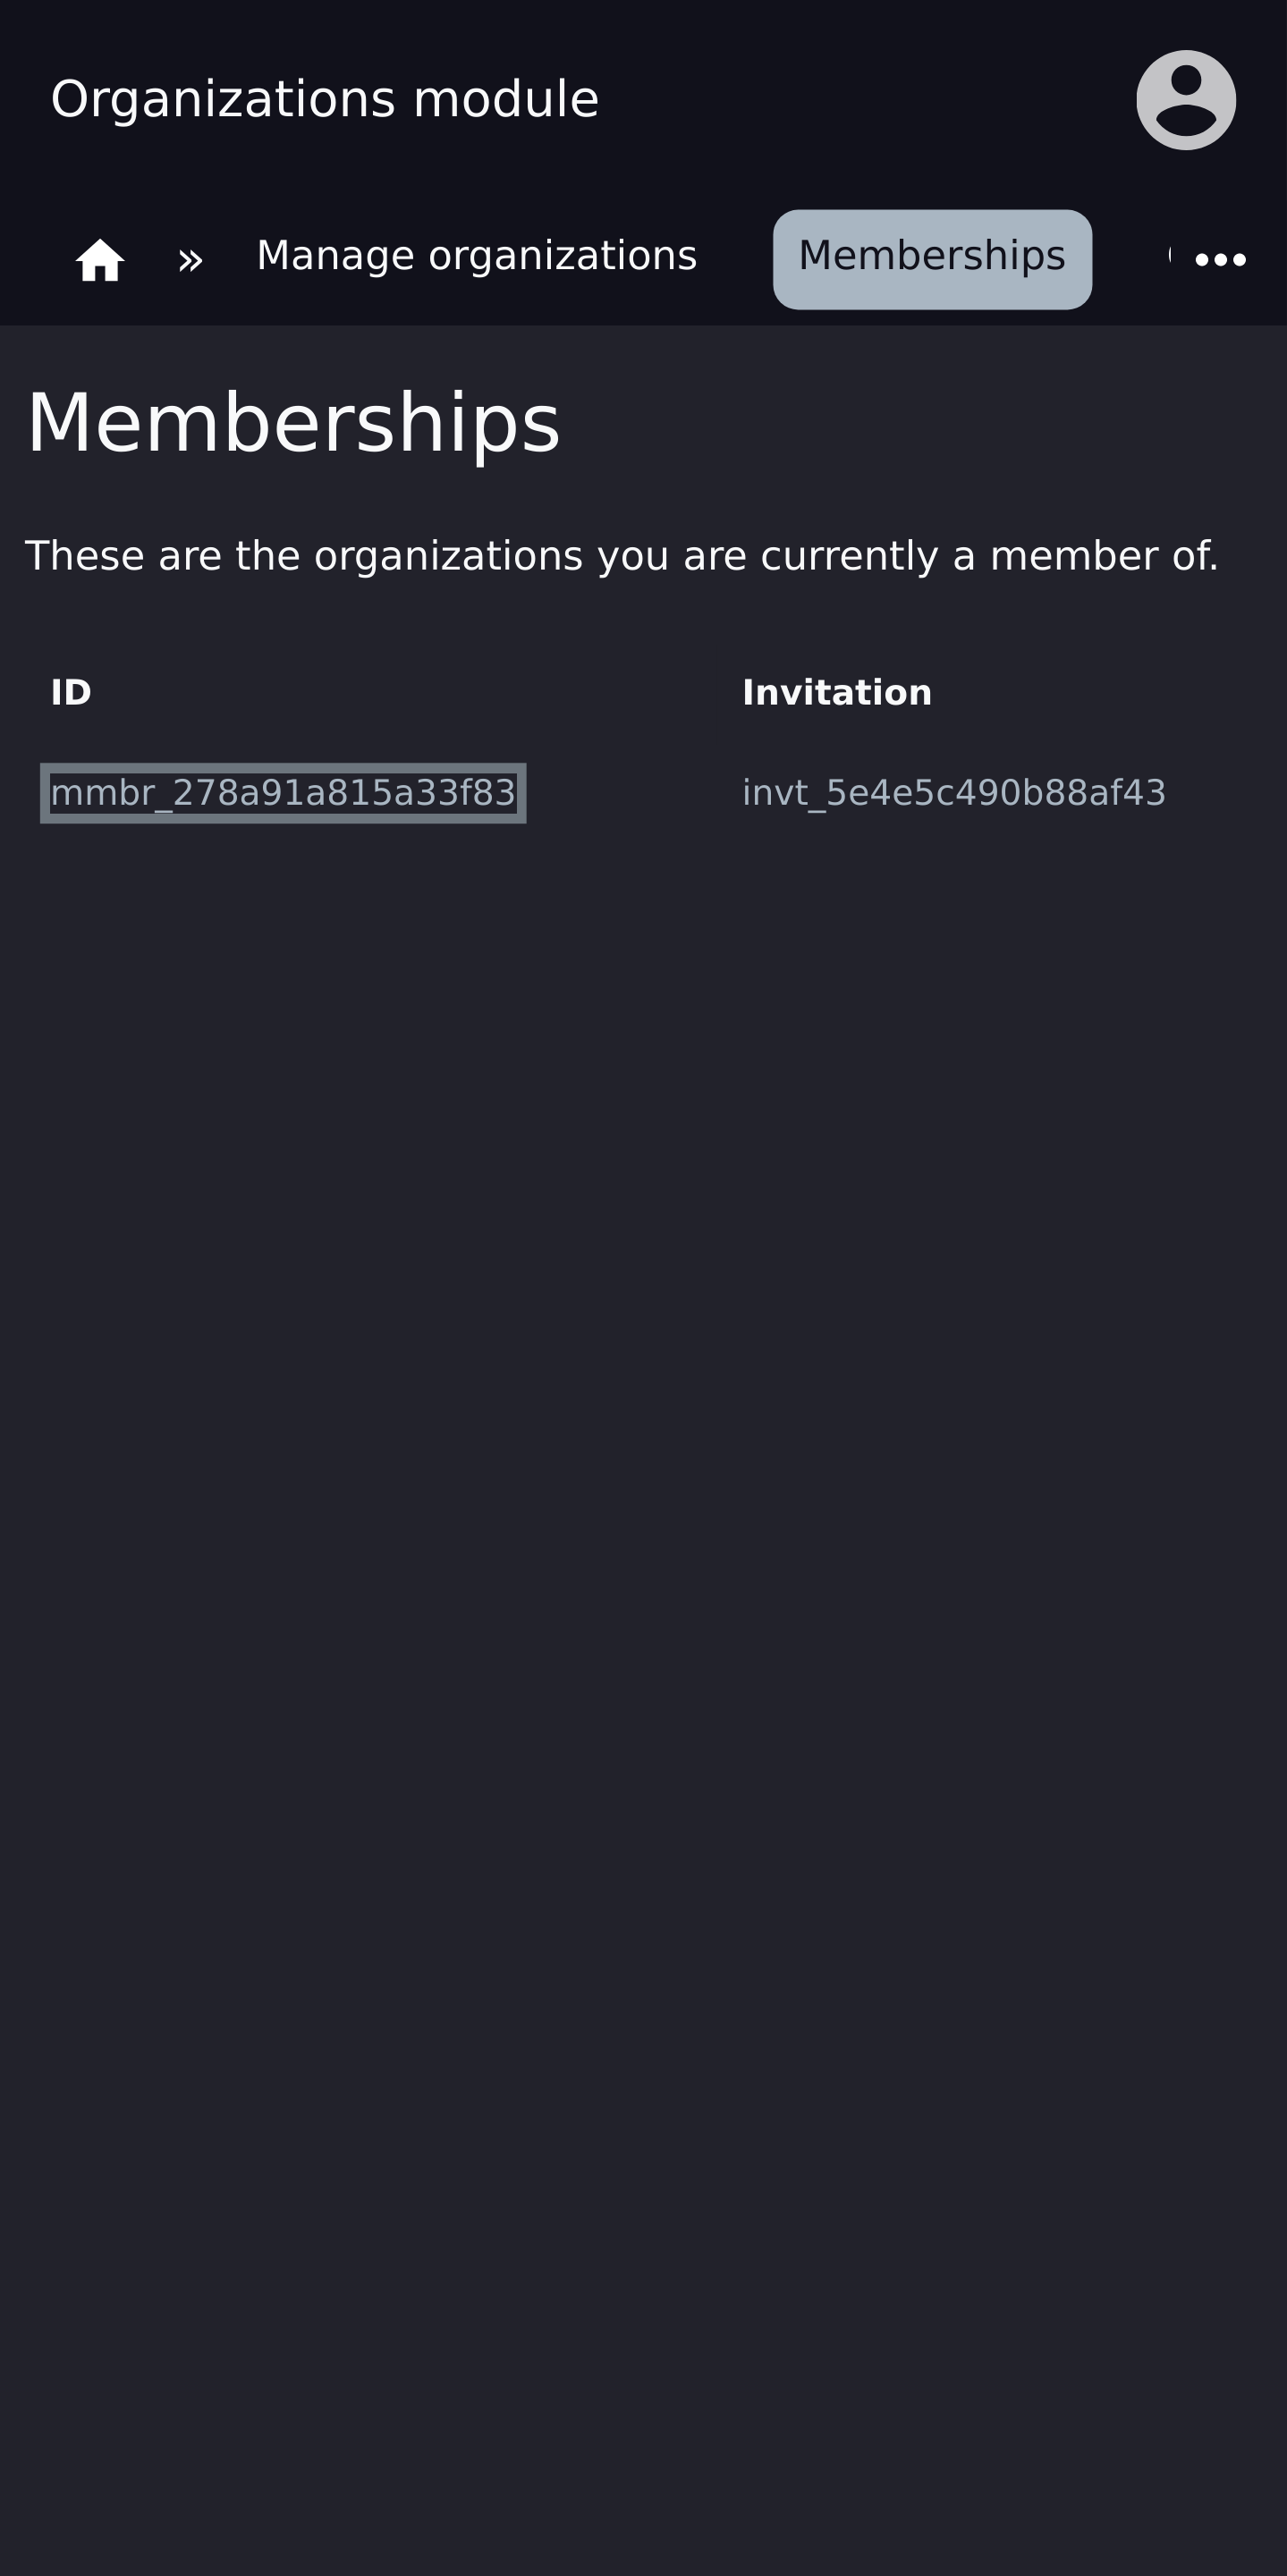 Organizations module
» Manage organizations Memberships
Memberships
These are the organizations you are currently a member of.
ID Invitation
mmbr_278a91a815a33f83 invt_5e4e5c490b88af43